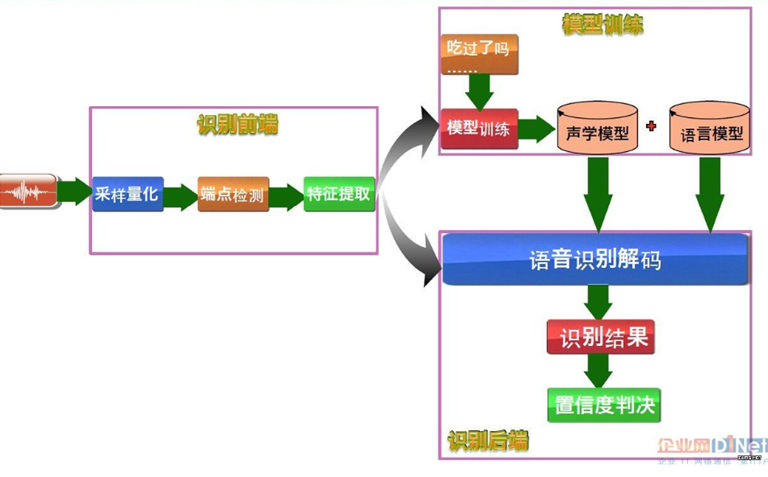 模型训练
吃过了吗
......
识别前端
模型训练
声学模型
+
语言模型
采样量化
端点检测
特征提取
语音识别解码
识别结果
置信度判决
识别后端
企业网D1Net